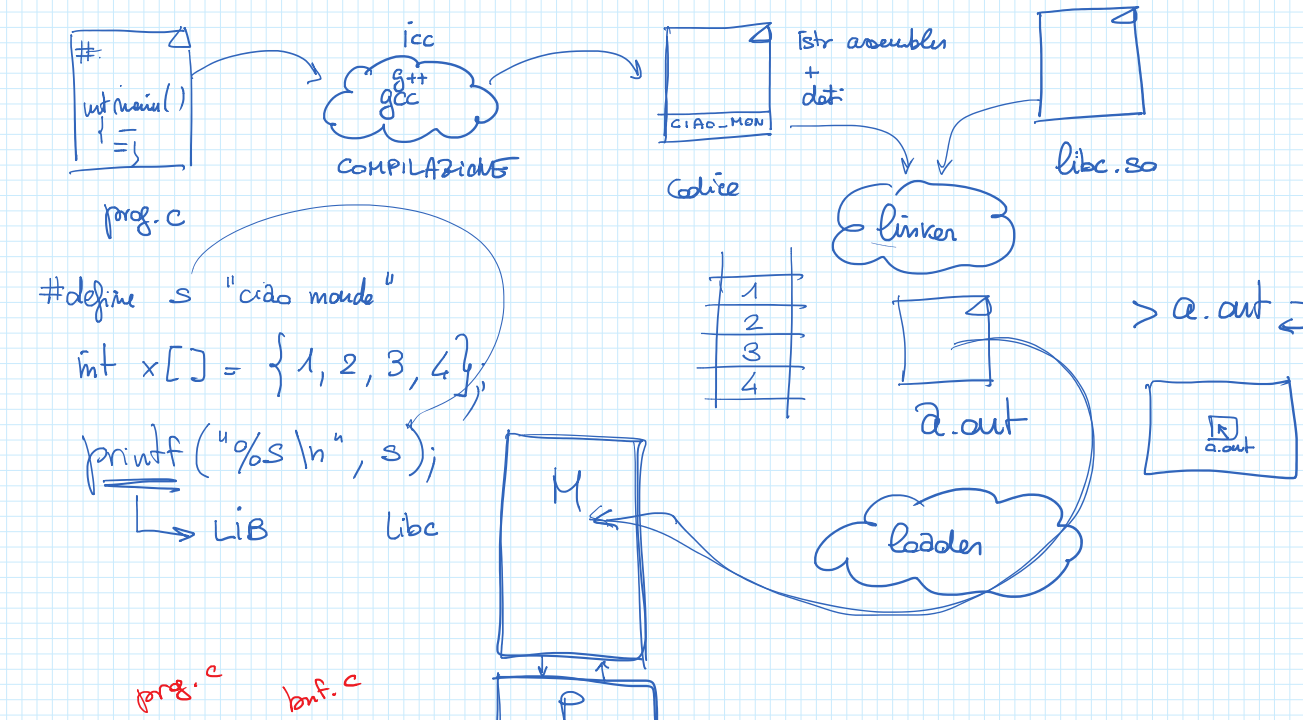 #
int main()
{ =
= }
prog.c
icc
g++
gcc
COMPILAZIONE
Istr assembler
+
dati
CIAO_MON
Codice
libc.so
linker
#define s "ciao mondo"
int x[] = {1, 2, 3, 4};
printf("%s\n", s);
LIB
libc
1
2
3
4
a.out
> a.out
a.out
loader
M
P
prog.c
buf.c